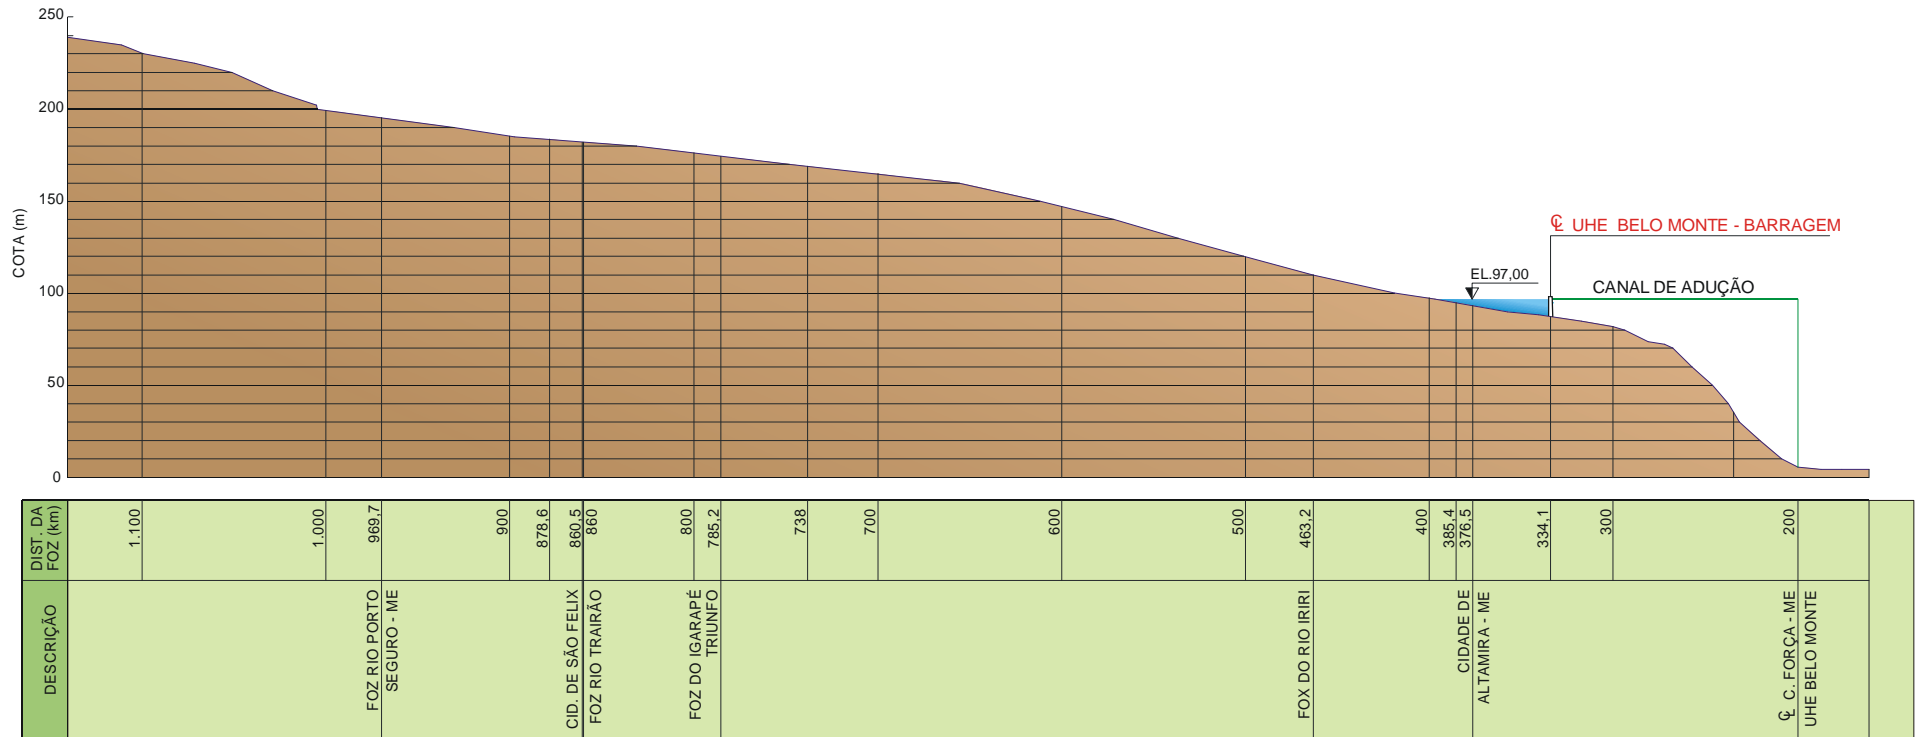 250
200
150
100
50
0
COTA (m)
℄ UHE BELO MONTE - BARRAGEM
EL.97,00
CANAL DE ADUÇÃO
DIST. DA
FOZ (km)
1.100
1.000
969,7
900
878,6
860,5
860
800
785,2
738
700
600
500
463,2
400
385,4
376,5
334,1
300
200
DESCRIÇÃO
FOZ RIO PORTO
SEGURO - ME
CID. DE SÃO FELIX
FOZ RIO TRAIRÃO
FOZ DO IGARAPÉ
TRIUNFO
FOX DO RIO IRIRI
CIDADE DE
ALTAMIRA - ME
℄ C. FORÇA - ME
UHE BELO MONTE